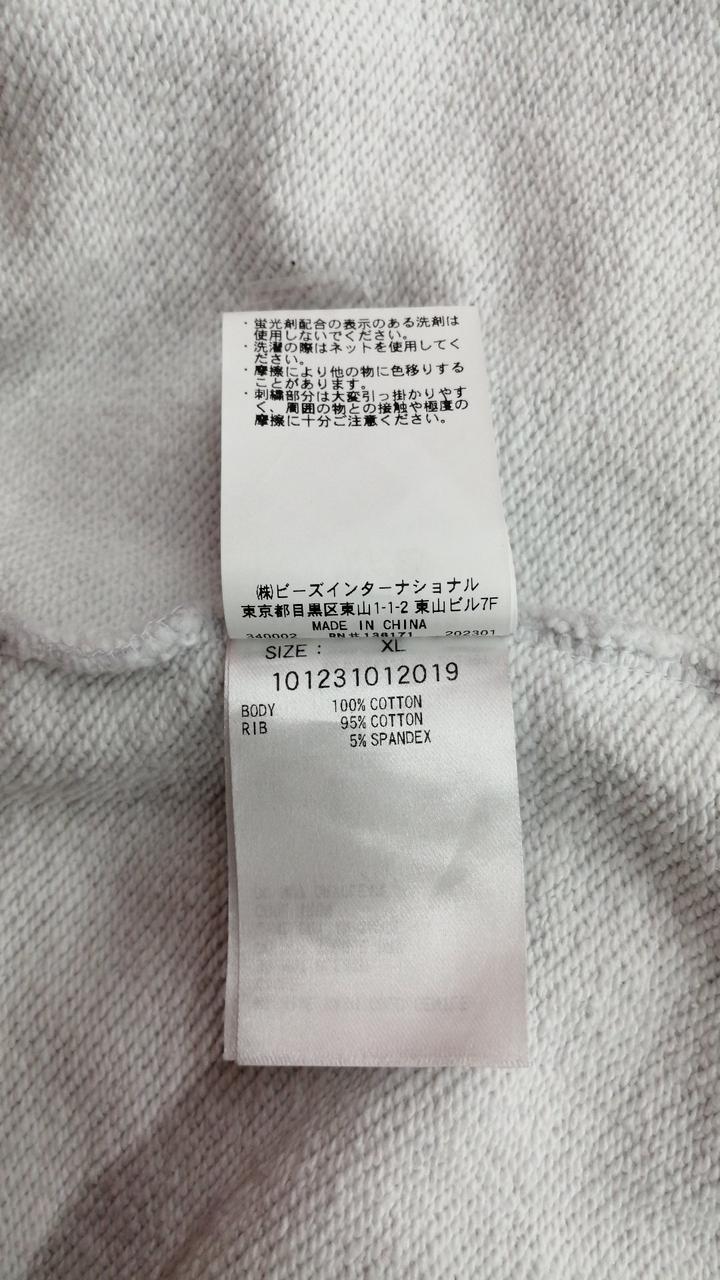 ・蛍光剤配合の表示のある洗剤は
使用しないでください。
・洗濯の際はネットを使用してく
ださい。
・摩擦により他の物に色移りする
ことがあります。
・刺繍部分は大変引っ掛かりやす
く、周囲の物との接触や極度の
摩擦に十分ご注意ください。
㈱ビーズインターナショナル
東京都目黒区東山1-1-2 東山ビル7F
MADE IN CHINA
340002 RN# 136171 202301
SIZE : XL
101231012019
BODY 100% COTTON
RIB 95% COTTON
5% SPANDEX